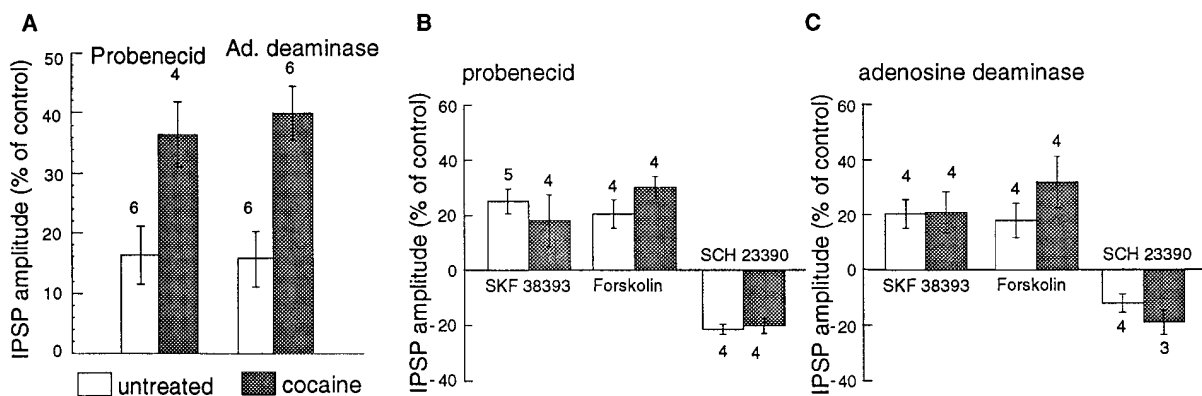 A
IPSP amplitude (% of control)
50
40
30
20
10
0
Probenecid
Ad. deaminase
4
6
6
6
untreated
cocaine
B
probenecid
IPSP amplitude (% of control)
60
40
20
0
-20
-40
5
4
4
4
SKF 38393
Forskolin
SCH 23390
4
4
C
adenosine deaminase
IPSP amplitude (% of control)
60
40
20
0
-20
-40
4
4
4
4
SKF 38393
Forskolin
SCH 23390
4
3